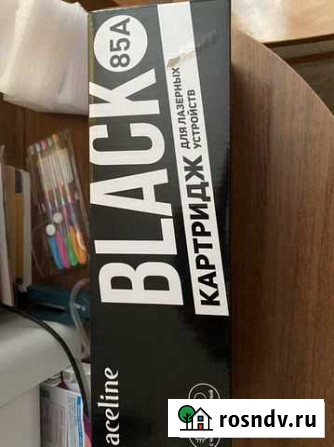 BLACK
85A
КАРТРИДЖ
ДЛЯ ЛАЗЕРНЫХ
УСТРОЙСТВ
aceline
rosndv.ru